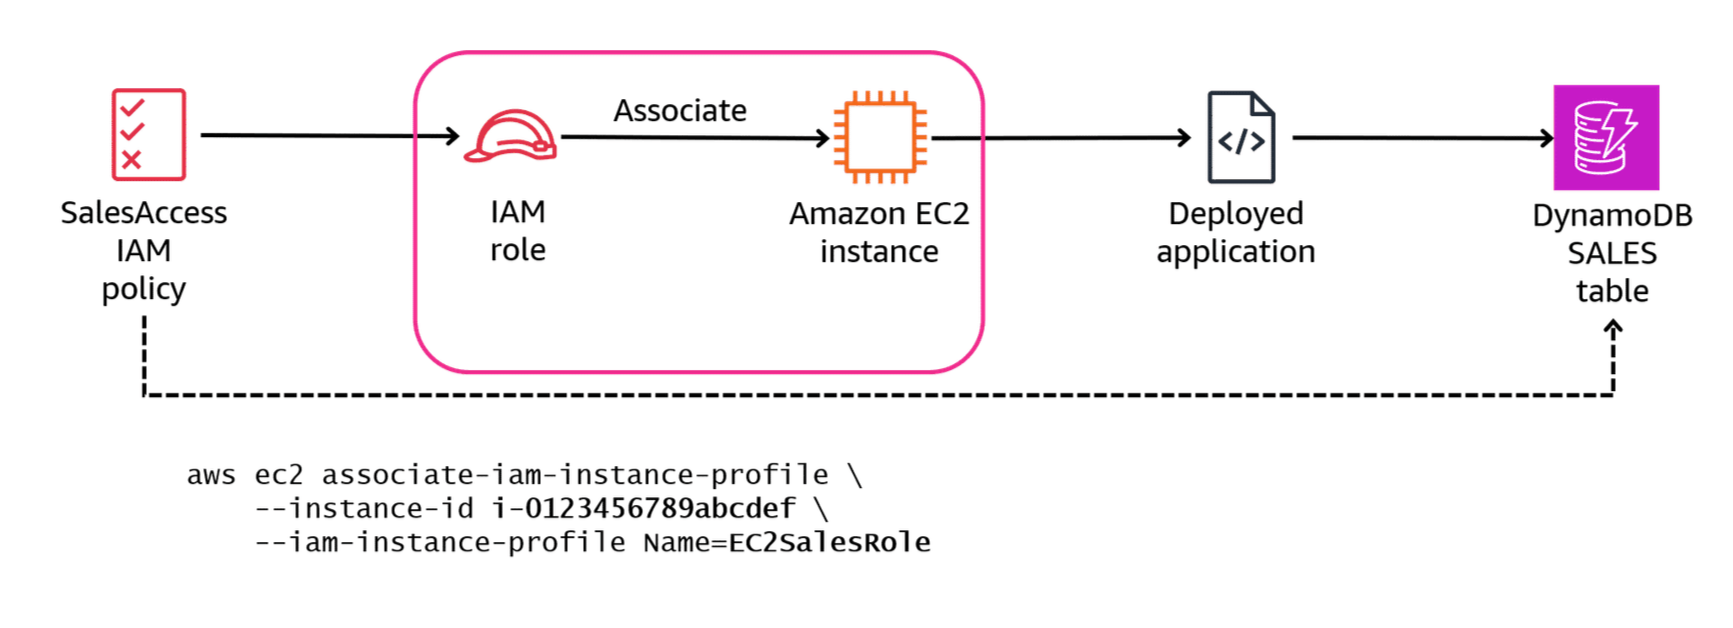 Associate
SalesAccess
IAM
policy
IAM
role
Amazon EC2
instance
Deployed
application
</>
DynamoDB
SALES
table
aws ec2 associate-iam-instance-profile \
--instance-id i-0123456789abcdef \
--iam-instance-profile Name=EC2SalesRole